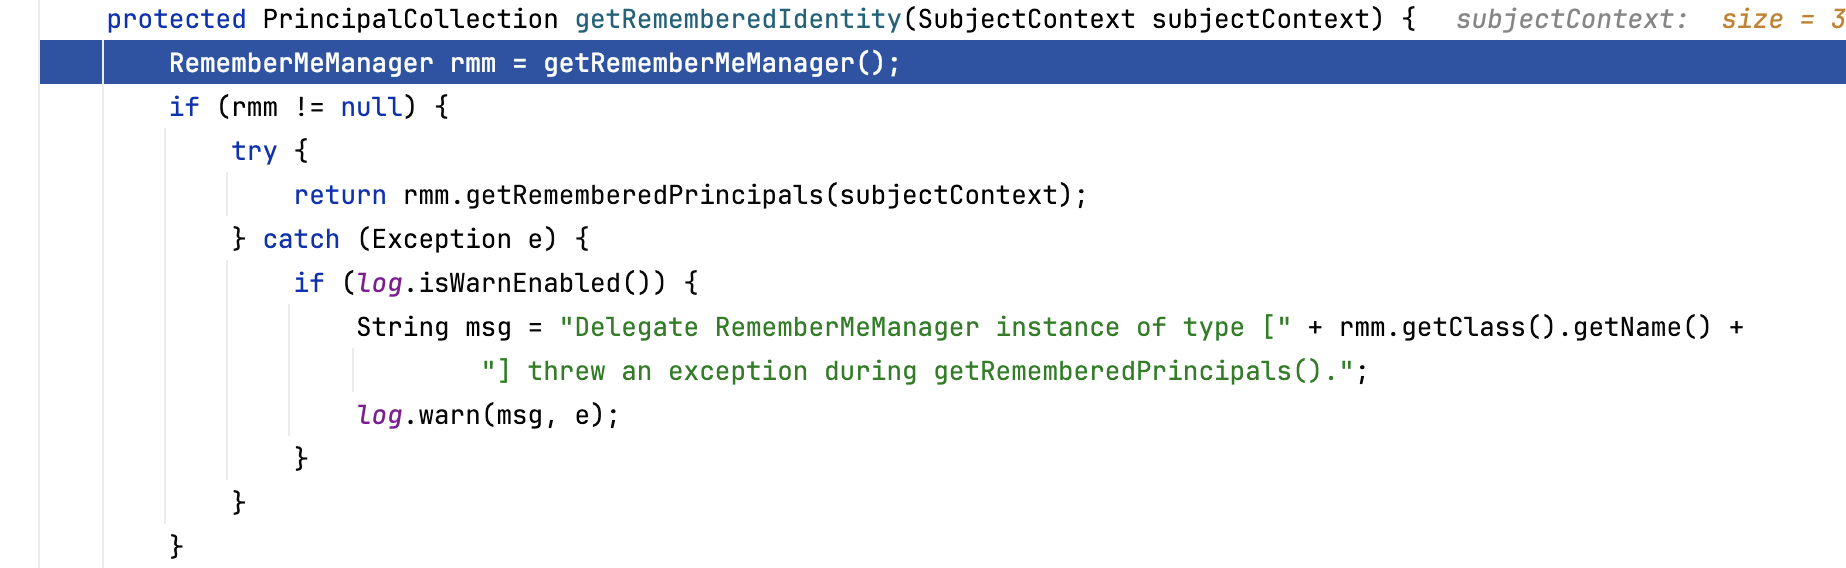 protected PrincipalCollection getRememberedIdentity(SubjectContext subjectContext) {   subjectContext:  size = 3
    RememberMeManager rmm = getRememberMeManager();
    if (rmm != null) {
        try {
            return rmm.getRememberedPrincipals(subjectContext);
        } catch (Exception e) {
            if (log.isWarnEnabled()) {
                String msg = "Delegate RememberMeManager instance of type [" + rmm.getClass().getName() +
                        "] threw an exception during getRememberedPrincipals().";
                log.warn(msg, e);
            }
        }
    }